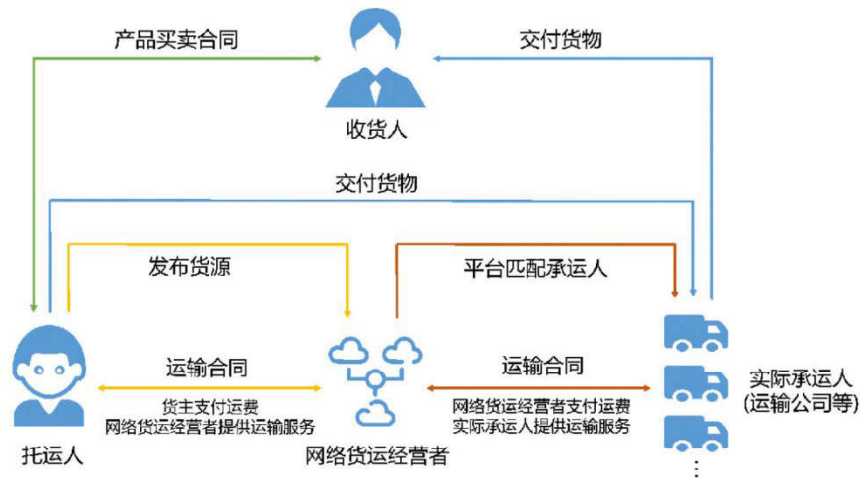 产品买卖合同
交付货物
收货人
交付货物
发布货源
平台匹配承运人
运输合同
货主支付运费
网络货运经营者提供运输服务
运输合同
网络货运经营者支付运费
实际承运人提供运输服务
实际承运人
(运输公司等)
托运人
网络货运经营者
⋮